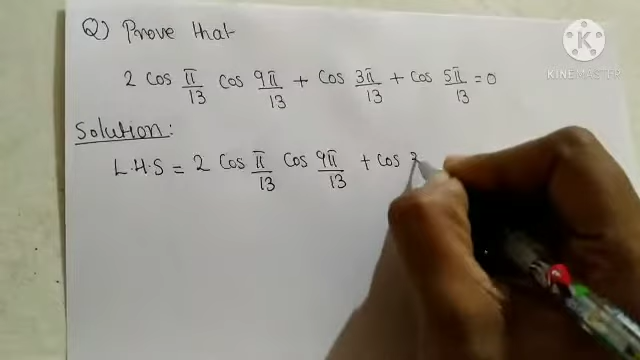 Q) Prove that
2 cos π/13 cos 9π/13 + cos 3π/13 + cos 5π/13 = 0
Solution:
L.H.S = 2 cos π/13 cos 9π/13 + cos 3
KINEMASTER